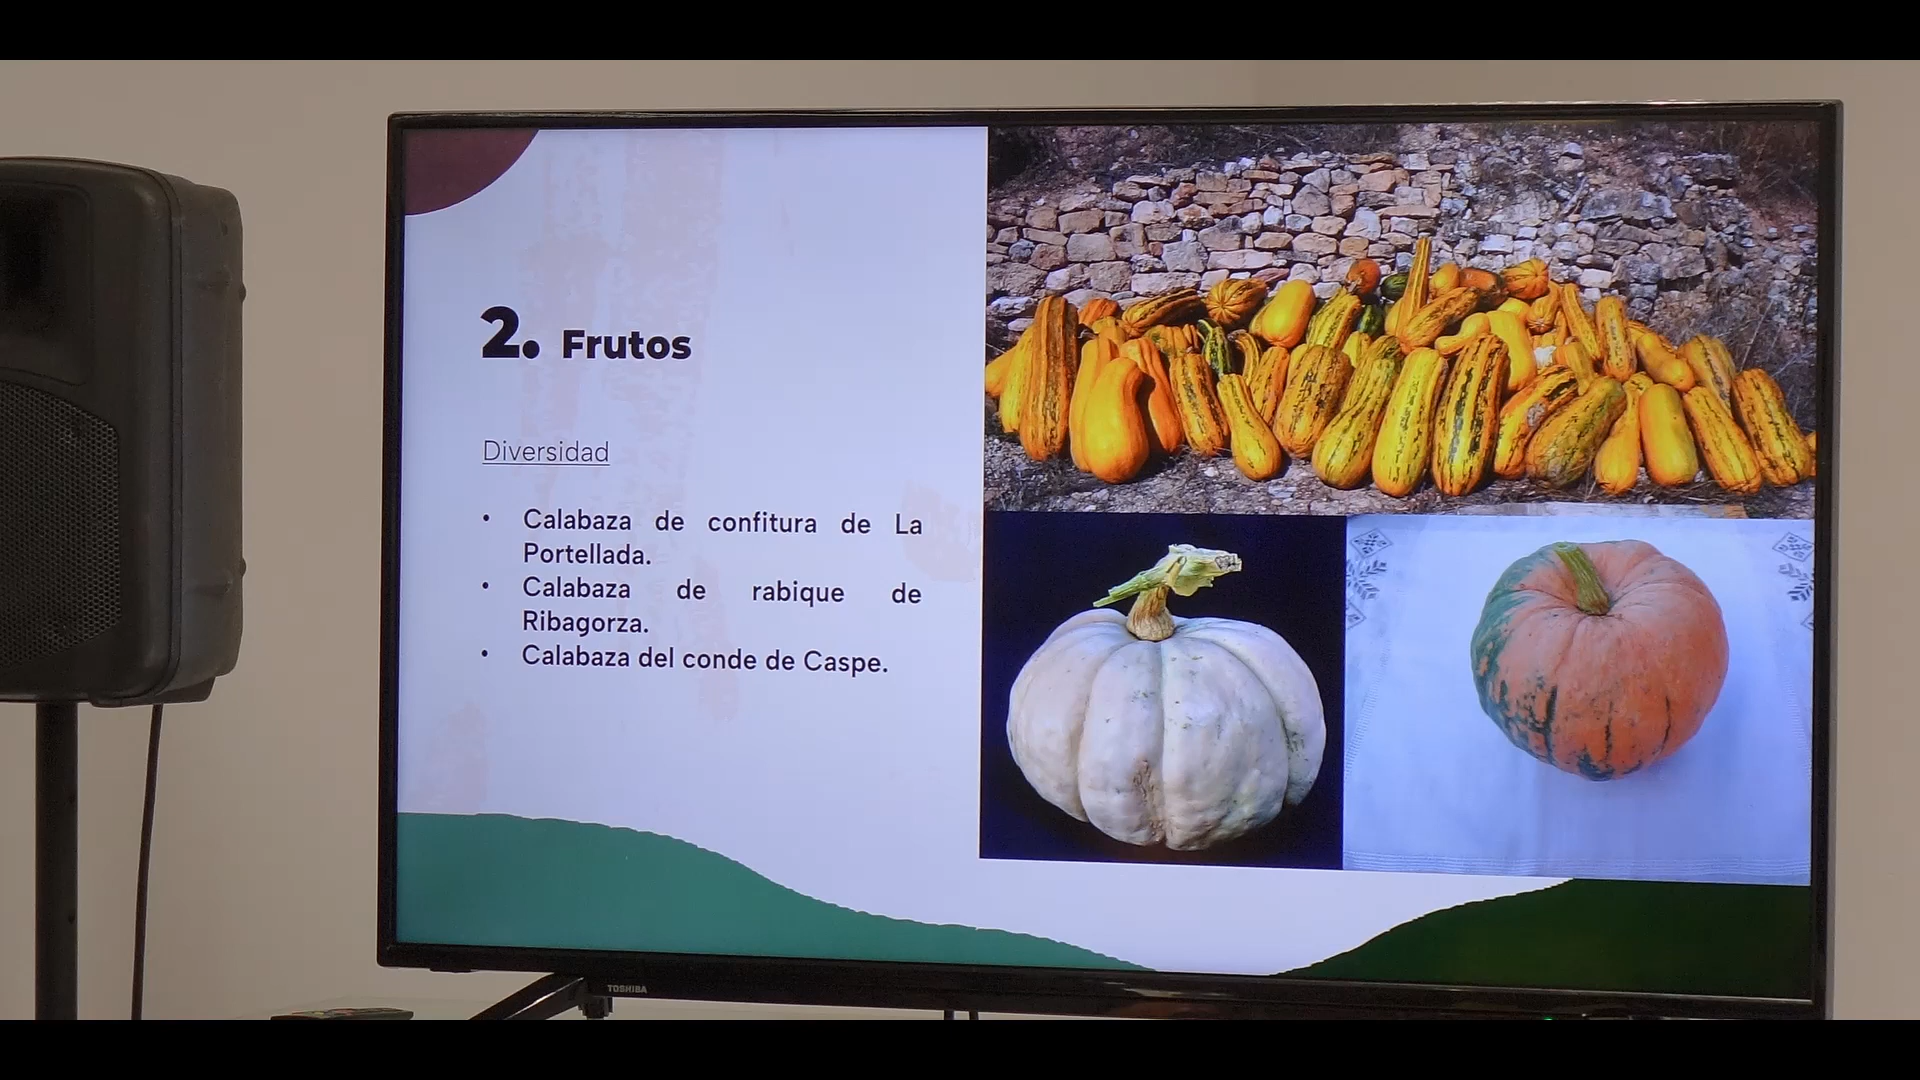 2. Frutos
Diversidad
• Calabaza de confitura de La
Portellada.
• Calabaza de rabique de
Ribagorza.
• Calabaza del conde de Caspe.
TOSHIBA